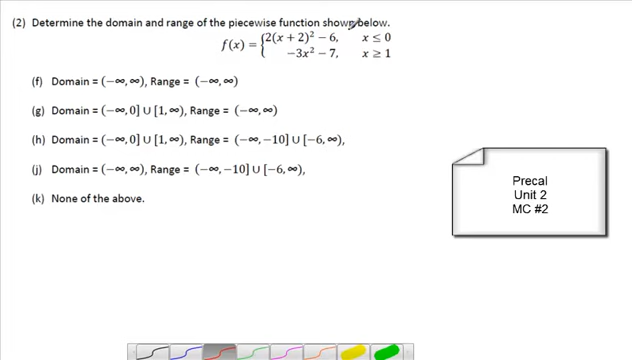 (2) Determine the domain and range of the piecewise function shown below.
f(x) = { 2(x + 2)² − 6, x ≤ 0
−3x² − 7, x ≥ 1
(f) Domain = (−∞, ∞), Range = (−∞, ∞)
(g) Domain = (−∞, 0] ∪ [1, ∞), Range = (−∞, ∞)
(h) Domain = (−∞, 0] ∪ [1, ∞), Range = (−∞, −10] ∪ [−6, ∞),
(j) Domain = (−∞, ∞), Range = (−∞, −10] ∪ [−6, ∞),
(k) None of the above.
Precal
Unit 2
MC #2